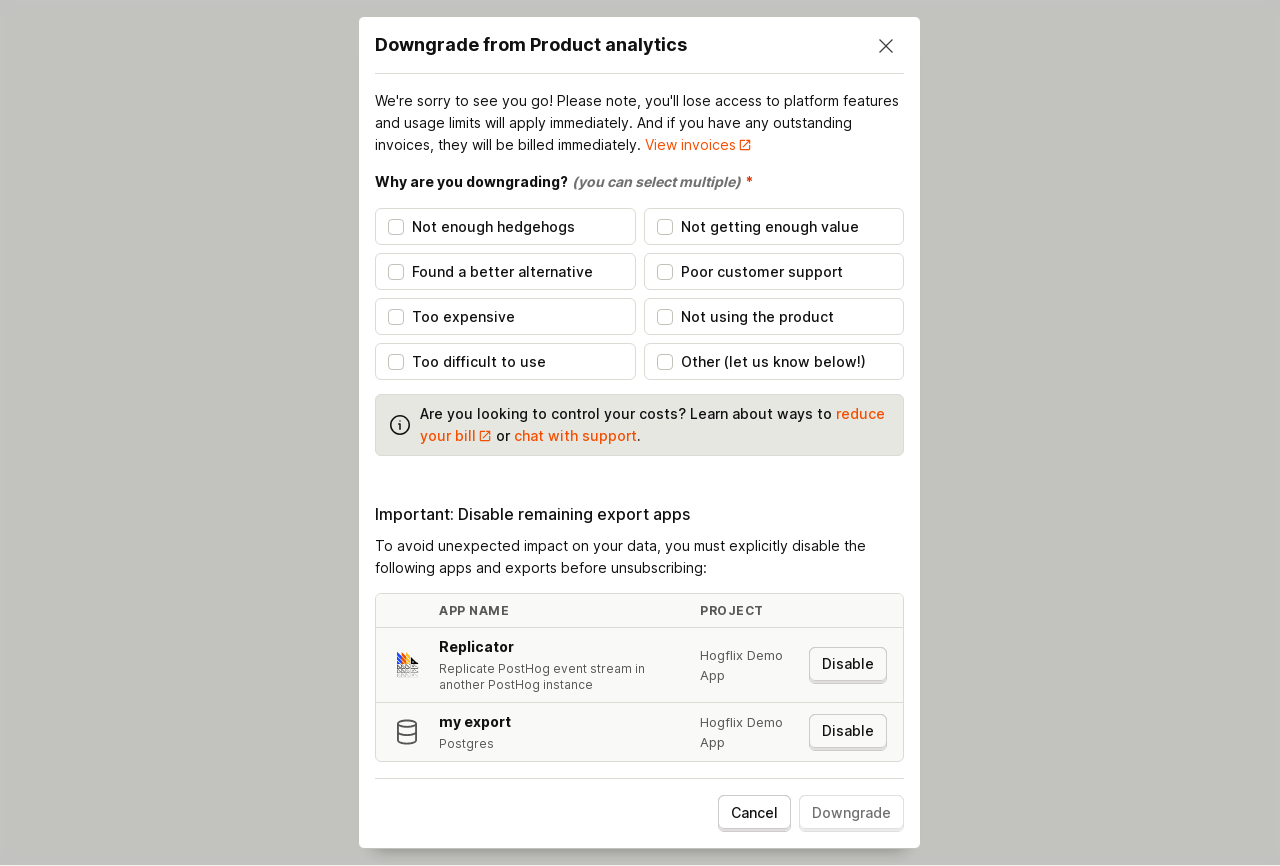 Downgrade from Product analytics
We're sorry to see you go! Please note, you'll lose access to platform features
and usage limits will apply immediately. And if you have any outstanding
invoices, they will be billed immediately. View invoices
Why are you downgrading? (you can select multiple) *
Not enough hedgehogs
Not getting enough value
Found a better alternative
Poor customer support
Too expensive
Not using the product
Too difficult to use
Other (let us know below!)
Are you looking to control your costs? Learn about ways to reduce
your bill or chat with support.
Important: Disable remaining export apps
To avoid unexpected impact on your data, you must explicitly disable the
following apps and exports before unsubscribing:
APP NAME
PROJECT
Replicator
Replicate PostHog event stream in
another PostHog instance
Hogflix Demo
App
Disable
my export
Postgres
Hogflix Demo
App
Disable
Cancel
Downgrade